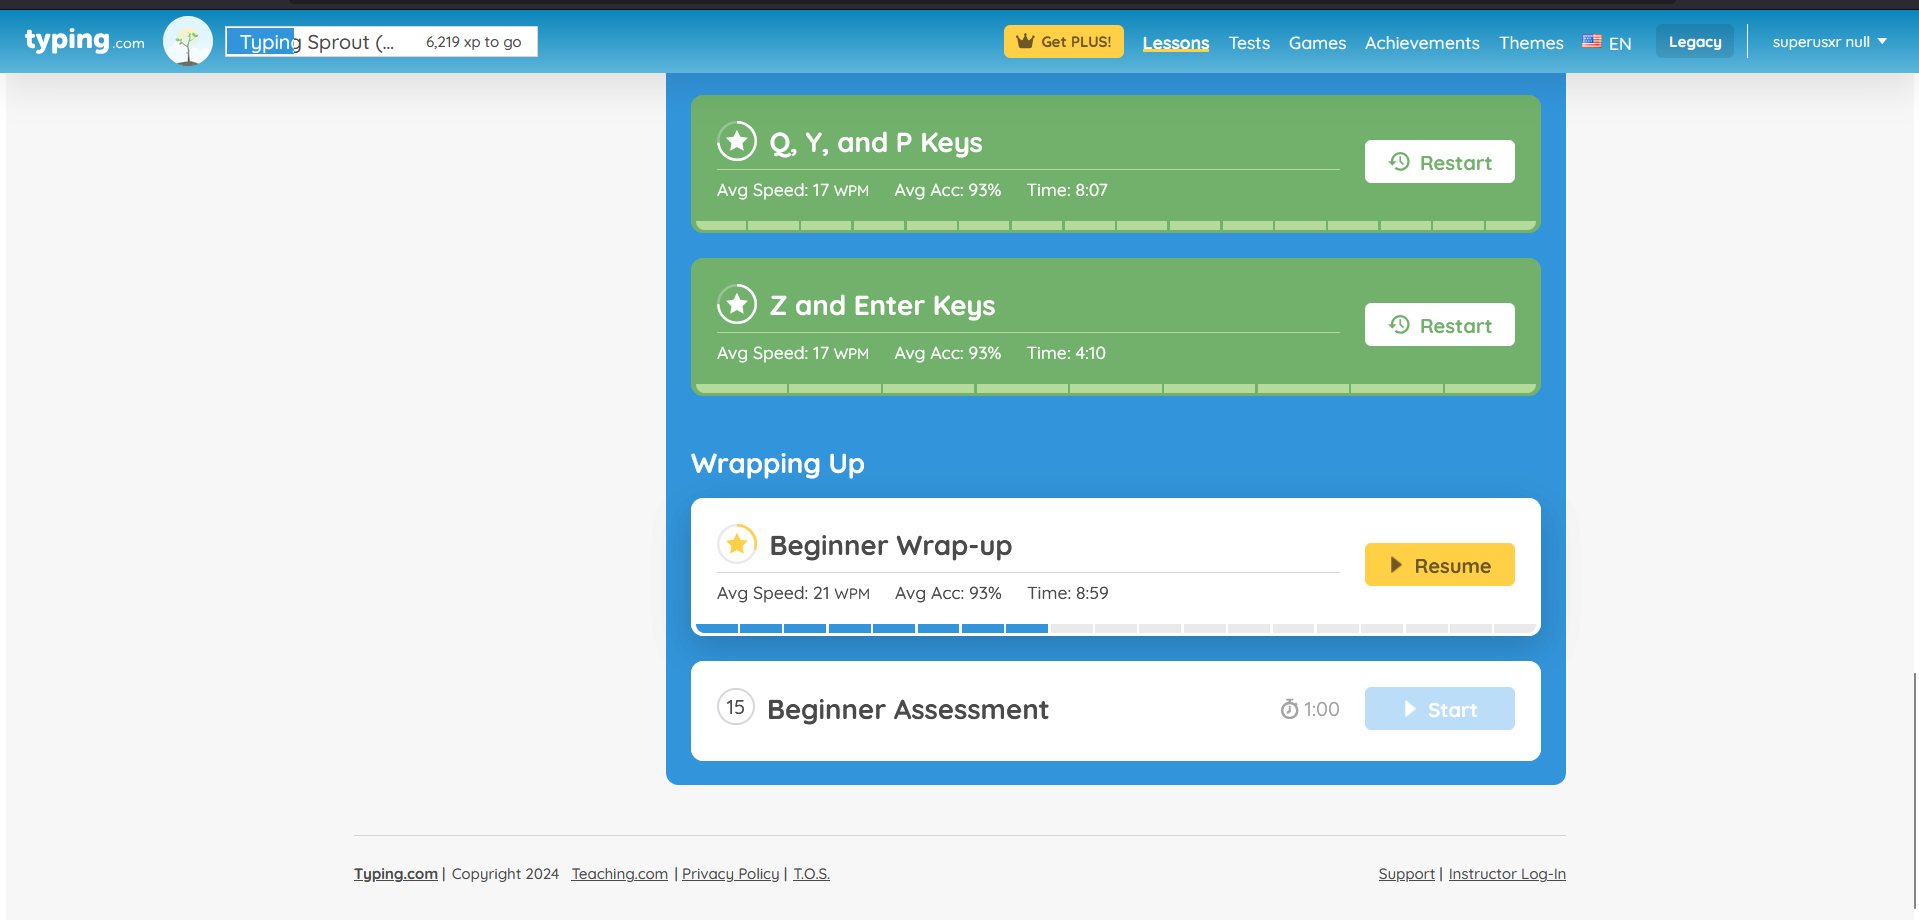 typing.com
Typing Sprout (... 6,219 xp to go
Get PLUS! Lessons Tests Games Achievements Themes EN Legacy superusxr null
Q, Y, and P Keys
Avg Speed: 17 WPM Avg Acc: 93% Time: 8:07
Restart
Z and Enter Keys
Avg Speed: 17 WPM Avg Acc: 93% Time: 4:10
Restart
Wrapping Up
Beginner Wrap-up
Avg Speed: 21 WPM Avg Acc: 93% Time: 8:59
Resume
15 Beginner Assessment 1:00 Start
Typing.com | Copyright 2024 Teaching.com | Privacy Policy | T.O.S.
Support | Instructor Log-In